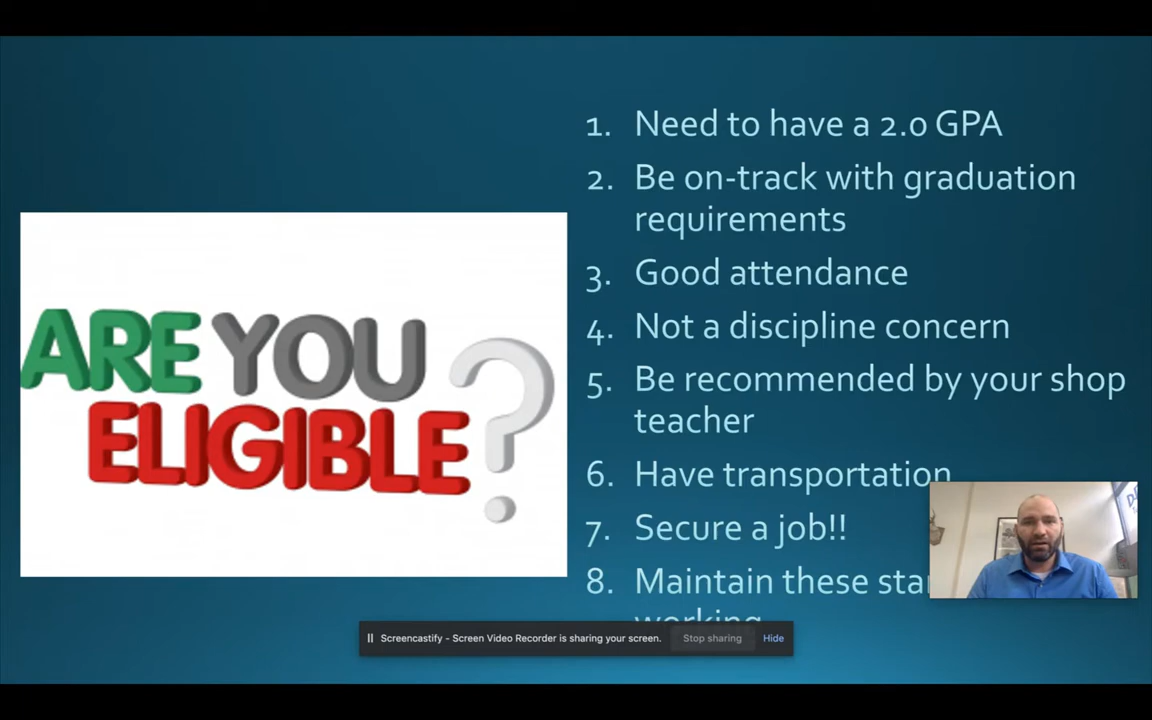 ARE YOU
ELIGIBLE?
1. Need to have a 2.0 GPA
2. Be on-track with graduation
requirements
3. Good attendance
4. Not a discipline concern
5. Be recommended by your shop
teacher
6. Have transportation
7. Secure a job!!
8. Maintain these
working
Screencastify - Screen Video Recorder is sharing your screen.
Stop sharing
Hide